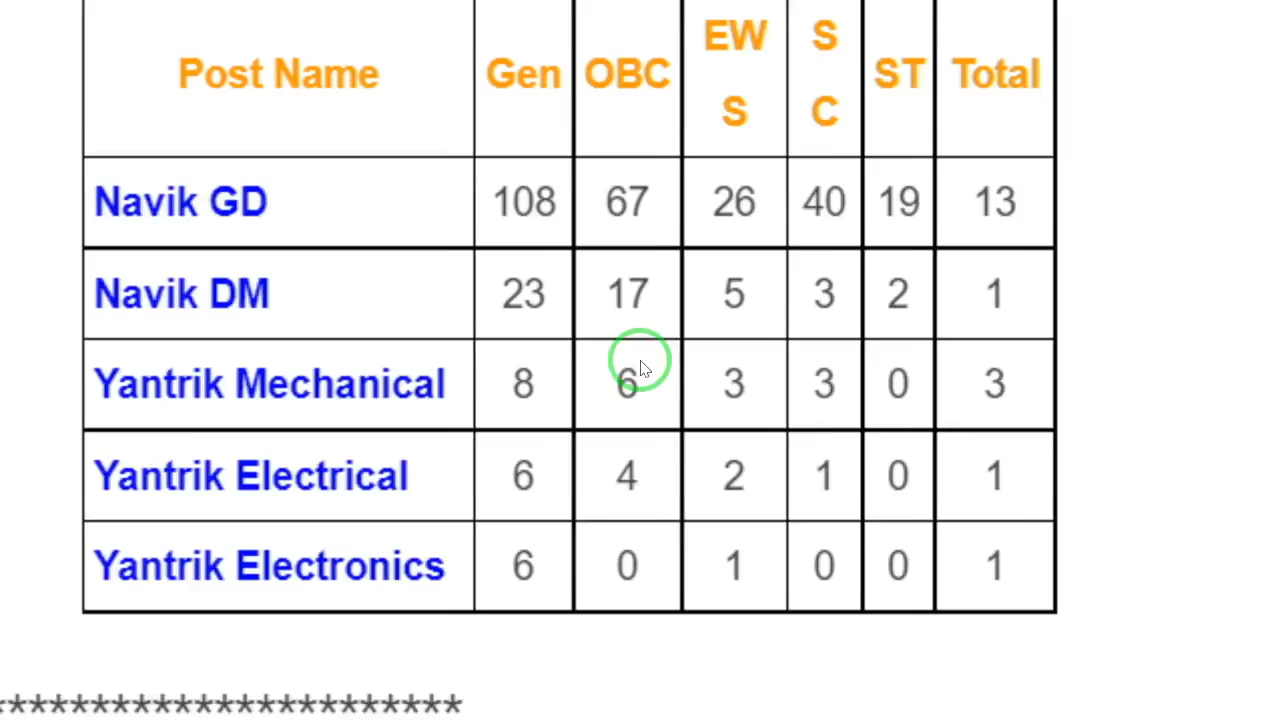 Post Name Gen OBC EW S S C ST Total
Navik GD 108 67 26 40 19 13
Navik DM 23 17 5 3 2 1
Yantrik Mechanical 8 6 3 3 0 3
Yantrik Electrical 6 4 2 1 0 1
Yantrik Electronics 6 0 1 0 0 1
***********************